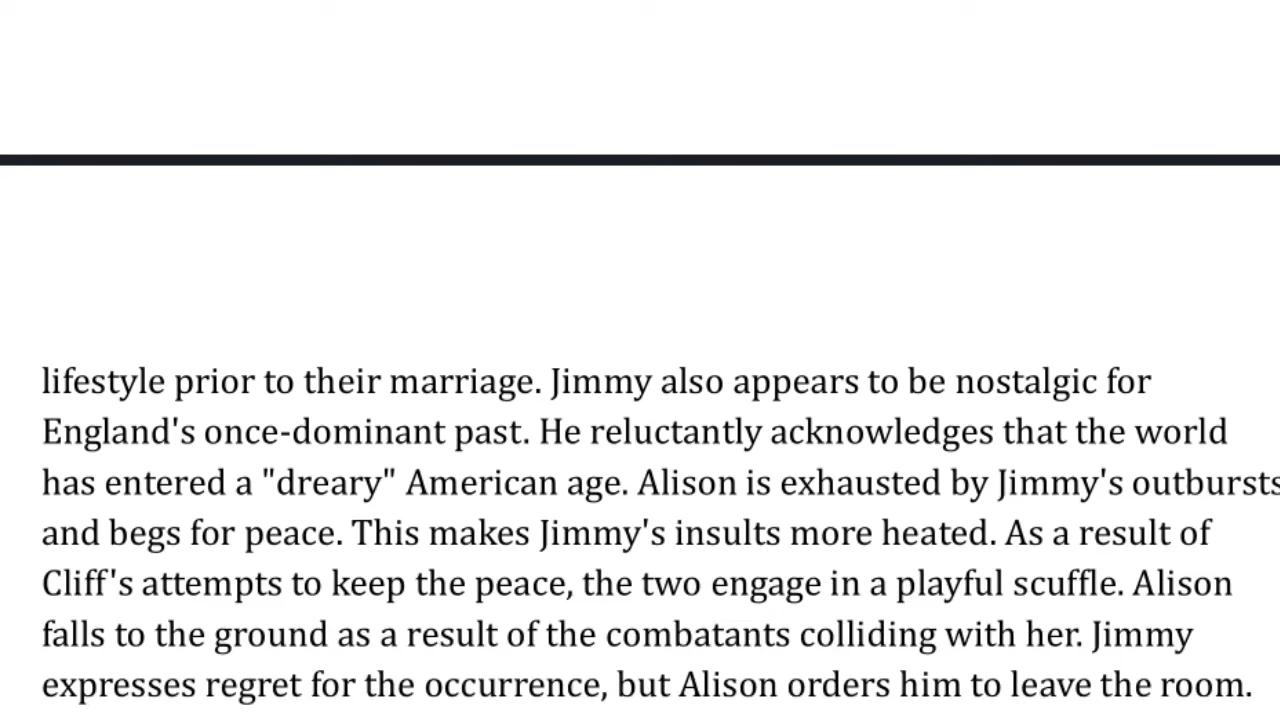 lifestyle prior to their marriage. Jimmy also appears to be nostalgic for
England's once-dominant past. He reluctantly acknowledges that the world
has entered a "dreary" American age. Alison is exhausted by Jimmy's outbursts
and begs for peace. This makes Jimmy's insults more heated. As a result of
Cliff's attempts to keep the peace, the two engage in a playful scuffle. Alison
falls to the ground as a result of the combatants colliding with her. Jimmy
expresses regret for the occurrence, but Alison orders him to leave the room.